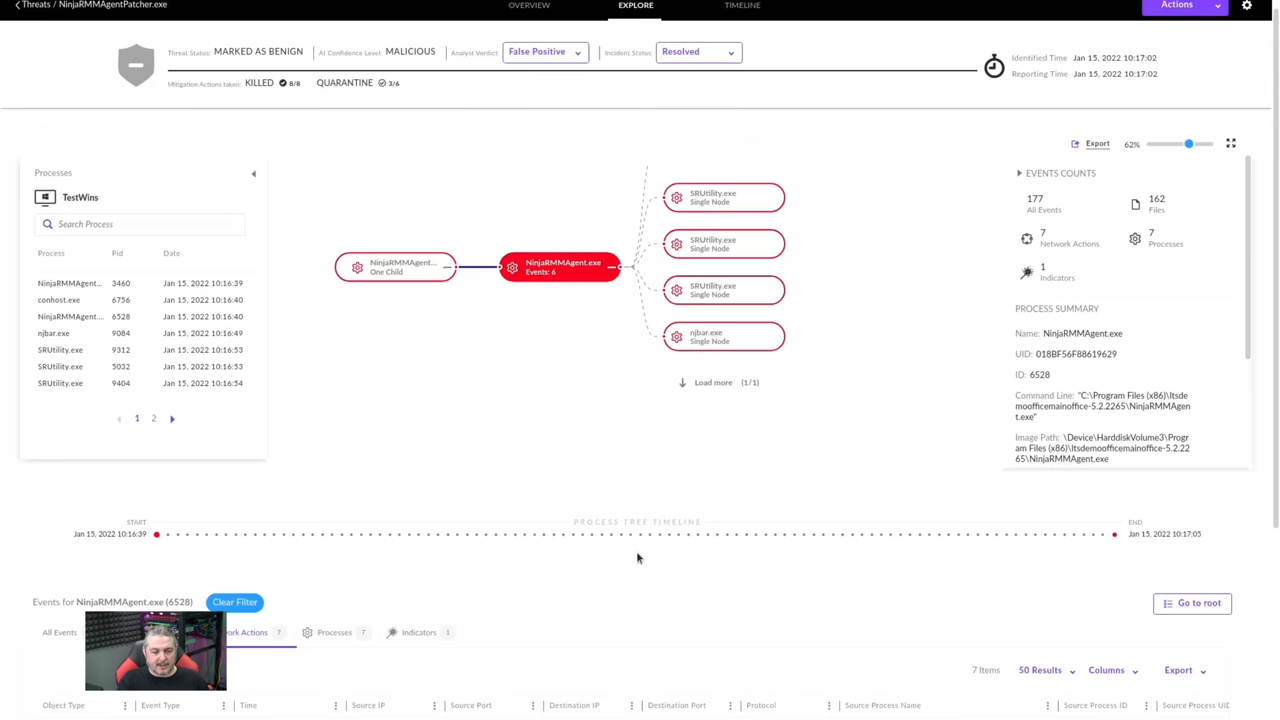 Threats / NinjaRMMAgentPatcher.exe
OVERVIEW
EXPLORE
TIMELINE
Actions
Threat Status: MARKED AS BENIGN
AI Confidence Level: MALICIOUS
Analyst Verdict: False Positive
Incident Status: Resolved
Mitigation Actions taken: KILLED 8/8 QUARANTINE 3/6
Identified Time Jan 15, 2022 10:17:02
Reporting Time Jan 15, 2022 10:17:02
Export 62%
Processes
TestWins
Search Process
Process Pid Date
NinjaRMMAgent... 3460 Jan 15, 2022 10:16:39
conhost.exe 6756 Jan 15, 2022 10:16:40
NinjaRMMAgent.... 6528 Jan 15, 2022 10:16:40
njbar.exe 9084 Jan 15, 2022 10:16:49
SRUtility.exe 9312 Jan 15, 2022 10:16:53
SRUtility.exe 5032 Jan 15, 2022 10:16:53
SRUtility.exe 9404 Jan 15, 2022 10:16:54
1 2
NinjaRMMAgent...
One Child
NinjaRMMAgent.exe
Events: 6
SRUtility.exe
Single Node
SRUtility.exe
Single Node
SRUtility.exe
Single Node
njbar.exe
Single Node
Load more (1/1)
EVENTS COUNTS
177
All Events
162
Files
7
Network Actions
7
Processes
1
Indicators
PROCESS SUMMARY
Name: NinjaRMMAgent.exe
UID: 018BF56F88619629
ID: 6528
Command Line: "C:\Program Files (x86)\ltsde
moofficemainoffice-5.2.2265\NinjaRMMAgen
t.exe"
Image Path: \Device\HarddiskVolume3\Progr
am Files (x86)\ltsdemoofficemainoffice-5.2.22
65\NinjaRMMAgent.exe
PROCESS TREE TIMELINE
START
Jan 15, 2022 10:16:39
END
Jan 15, 2022 10:17:05
Events for NinjaRMMAgent.exe (6528)
Clear Filter
Go to root
All Events
ork Actions 7
Processes 7
Indicators 1
7 Items 50 Results Columns Export
Object Type Event Type Time Source IP Source Port Destination IP Destination Port Protocol Source Process Name Source Process ID Source Process UID